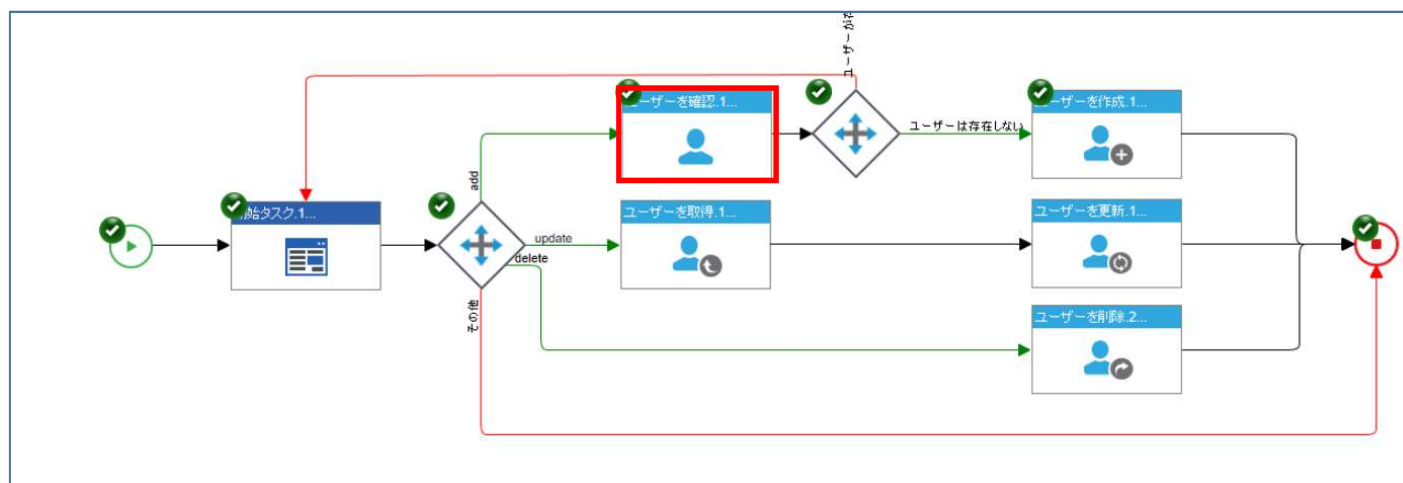 ユーザーが存
ユーザーを確認.1...
ユーザーは存在しない
ユーザーを作成.1...
add
開始タスク.1...
ユーザーを取得.1...
ユーザーを更新.1...
update
delete
その他
ユーザーを削除.2...